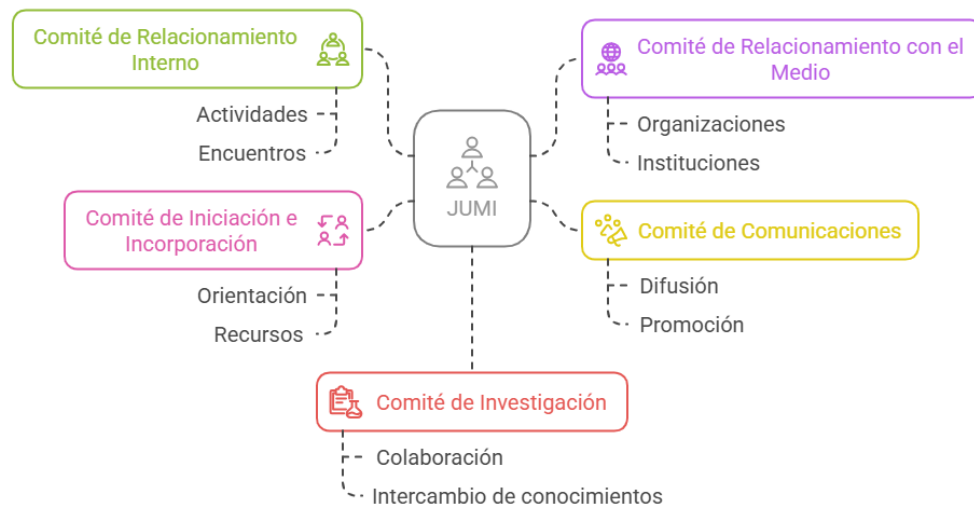 Comité de Relacionamiento
Interno
Actividades
Encuentros
Comité de Relacionamiento con el
Medio
Organizaciones
Instituciones
JUMI
Comité de Iniciación e
Incorporación
Orientación
Recursos
Comité de Comunicaciones
Difusión
Promoción
Comité de Investigación
Colaboración
Intercambio de conocimientos